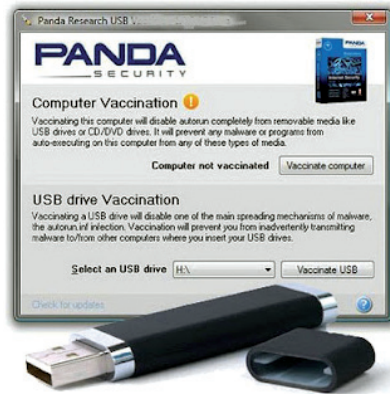 Panda Research USB
PANDA
SECURITY
Computer Vaccination
Vaccinating this computer will disable autorun completely from removable media like
USB drives or CD/DVD drives. It will prevent any malware or programs from
auto-executing on this computer from any of these types of media.
Computer not vaccinated
Vaccinate computer
USB drive Vaccination
Vaccinating a USB drive will disable one of the main spreading mechanisms of malware,
the autorun.inf infection. Vaccination will prevent you from inadvertently transmitting
malware to/from other computers where you insert your USB drives.
Select an USB drive
H:\
Vaccinate USB
Check for updates